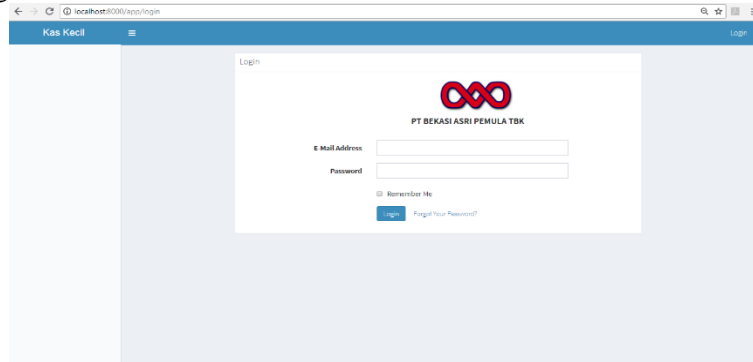 localhost:8000/app/login
Kas Kecil
Login
Login
PT BEKASI ASRI PEMULA TBK
E-Mail Address
Password
Remember Me
Login Forgot Your Password?